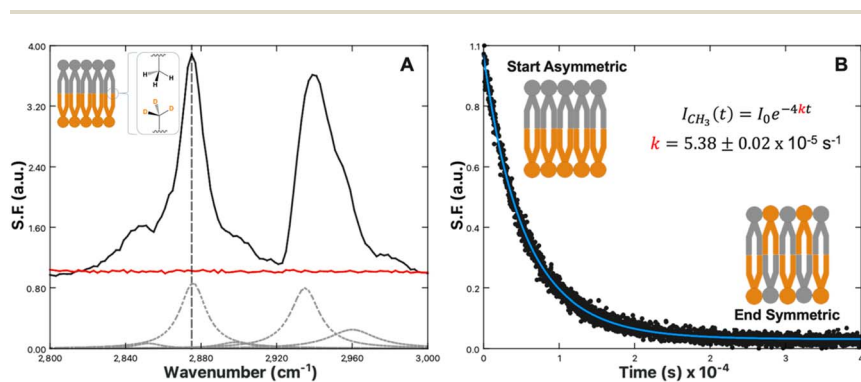 A
H
H
H
D
D
D
S.F. (a.u.)
4.00
3.20
2.40
1.60
0.80
0.00
2,800
2,840
2,880
2,920
2,960
3,000
Wavenumber (cm⁻¹)
B
Start Asymmetric
I_{CH₃}(t) = I₀e^{-4kt}
k = 5.38 ± 0.02 x 10⁻⁵ s⁻¹
End Symmetric
S.F. (a.u.)
1.1
0.8
0.6
0.4
0.2
0.0
0
1
2
3
4
Time (s) x 10⁻⁴